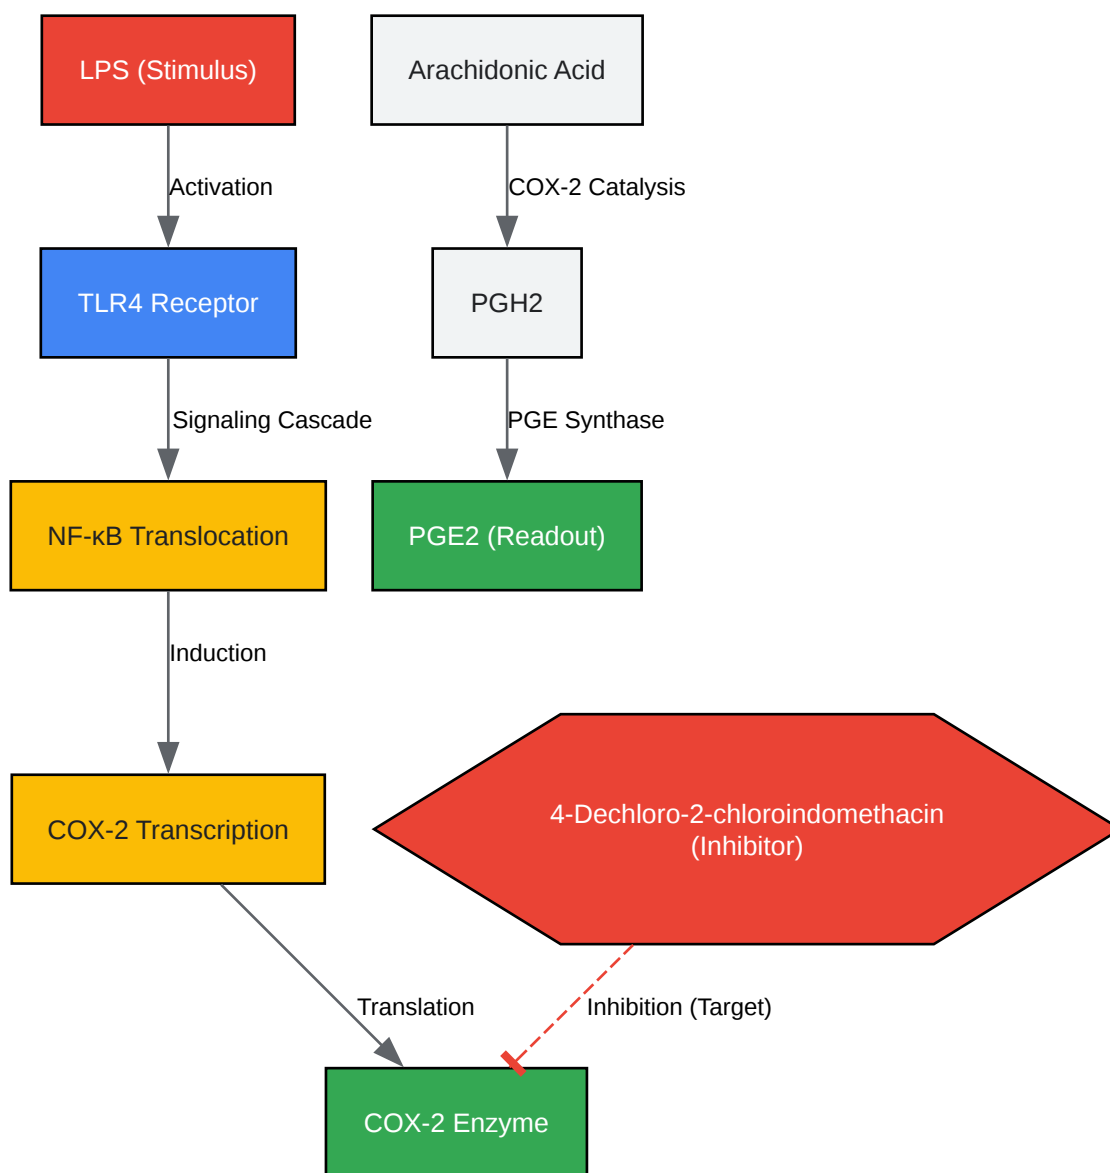 LPS (Stimulus)
Arachidonic Acid
Activation
COX-2 Catalysis
TLR4 Receptor
PGH2
Signaling Cascade
PGE Synthase
NF-κB Translocation
PGE2 (Readout)
Induction
COX-2 Transcription
4-Dechloro-2-chloroindomethacin
(Inhibitor)
Translation
Inhibition (Target)
COX-2 Enzyme